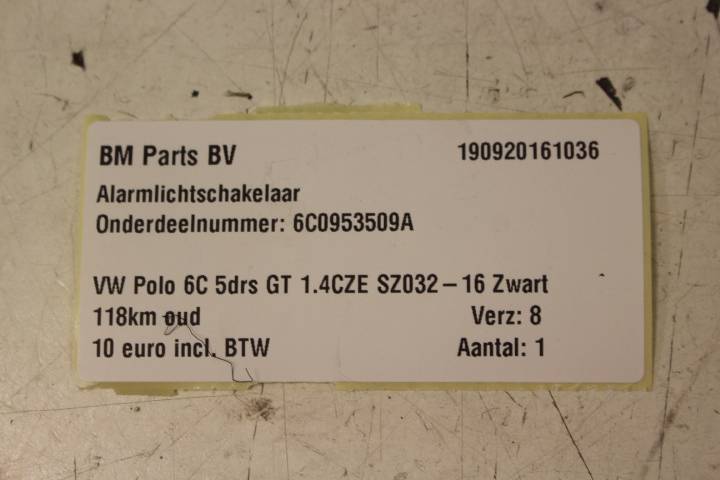 BM Parts BV 190920161036
Alarmlichtschakelaar
Onderdeelnummer: 6C0953509A
VW Polo 6C 5drs GT 1.4CZE SZ032-16 Zwart
118km oud Verz: 8
10 euro incl. BTW Aantal: 1